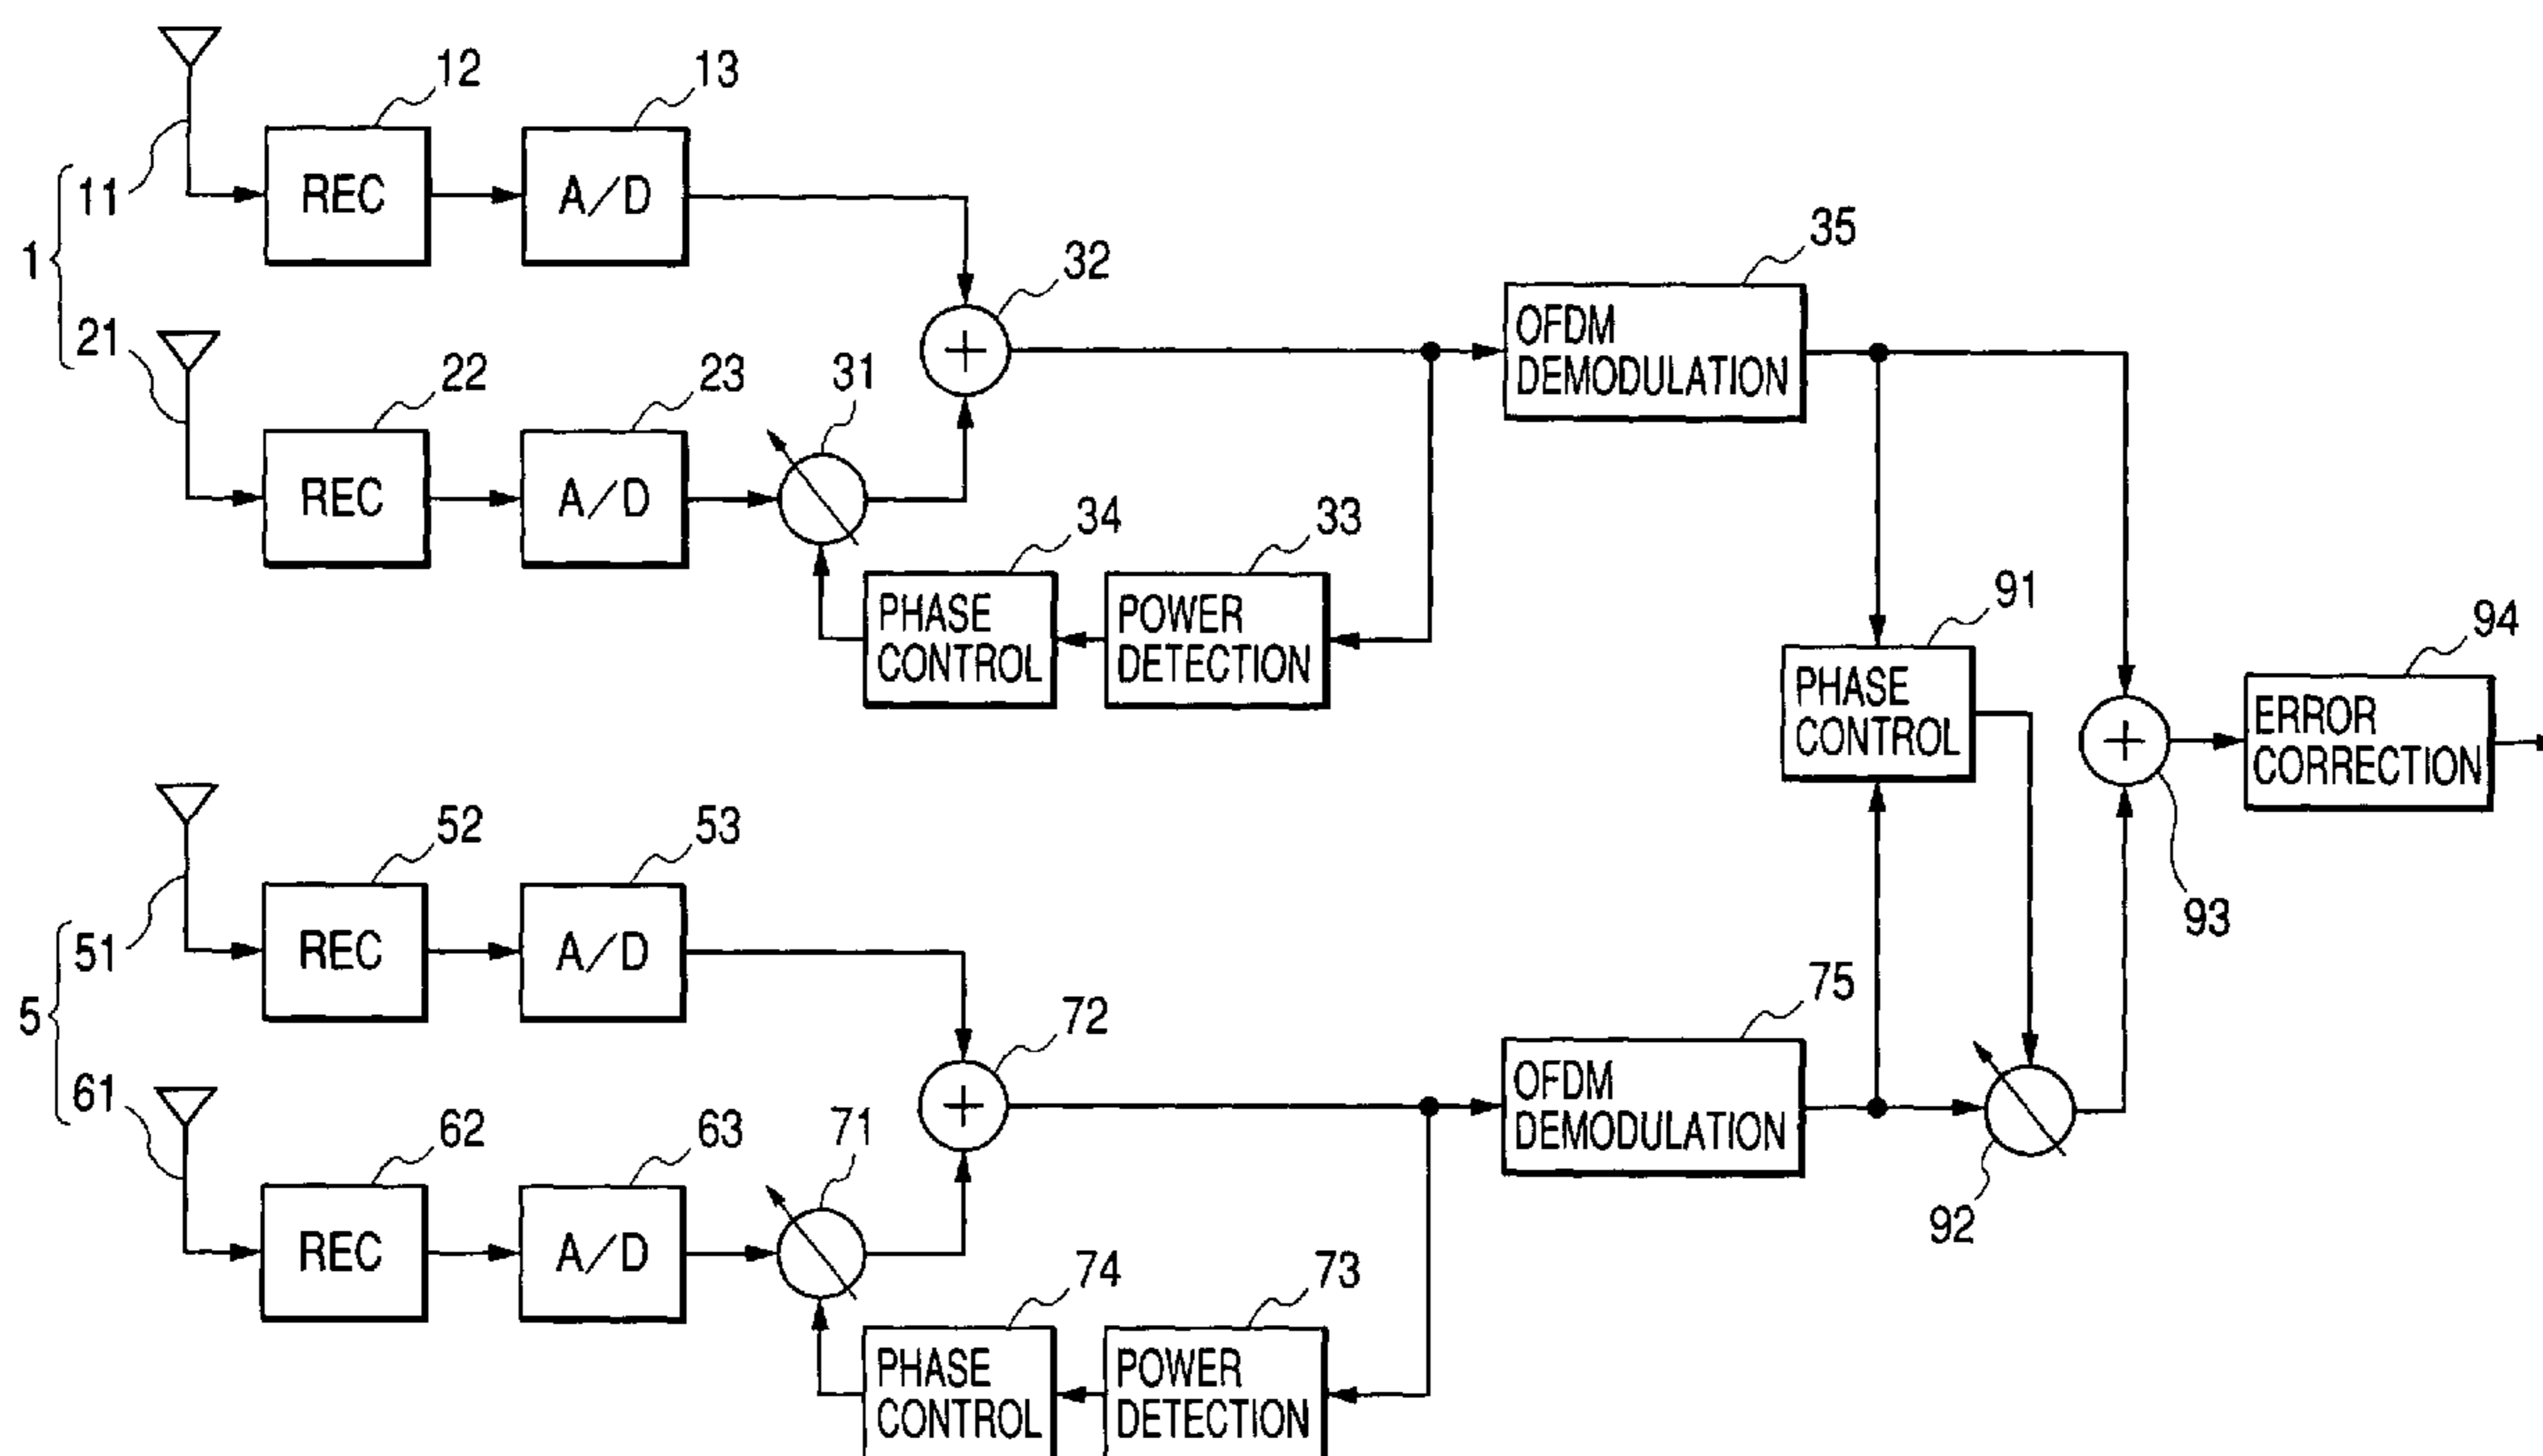 12
13
REC
A/D
11
1
32
35
OFDM
DEMODULATION
21
22
23
31
REC
A/D
34
33
PHASE
CONTROL
POWER
DETECTION
91
PHASE
CONTROL
94
ERROR
CORRECTION
93
52
53
REC
A/D
51
5
72
75
OFDM
DEMODULATION
61
62
63
71
REC
A/D
92
74
73
PHASE
CONTROL
POWER
DETECTION